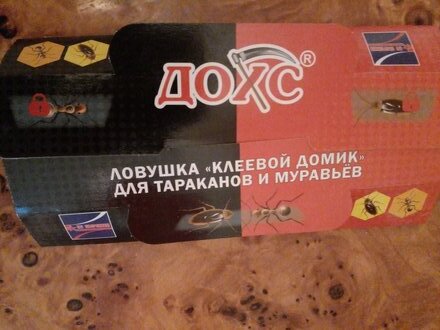 ДОХС®
ЛОВУШКА «КЛЕЕВОЙ ДОМИК»
ДЛЯ ТАРАКАНОВ И МУРАВЬЁВ